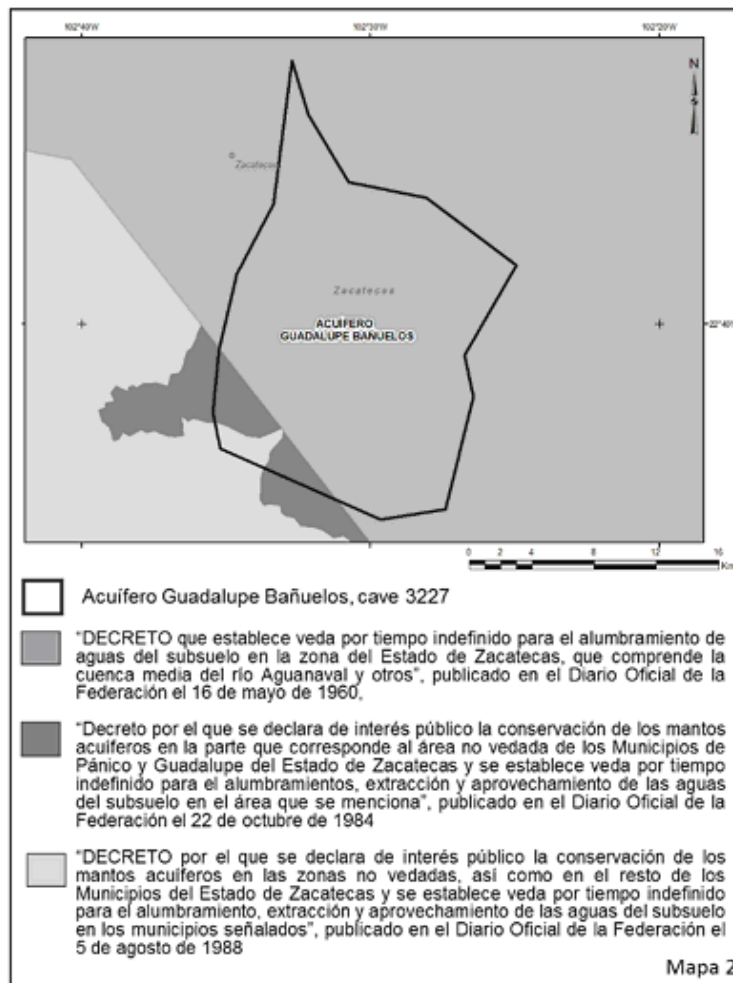 102°40'W 102°30'W 102°20'W
N
S
Zacatecas
Zacatecas
ACUÍFERO
GUADALUPE BAÑUELOS
22°40'
0 2 4 8 12 16
Km
Acuífero Guadalupe Bañuelos, cave 3227
"DECRETO que establece veda por tiempo indefinido para el alumbramiento de
aguas del subsuelo en la zona del Estado de Zacatecas, que comprende la
cuenca media del río Aguanaval y otros", publicado en el Diario Oficial de la
Federación el 16 de mayo de 1960,
"Decreto por el que se declara de interés público la conservación de los mantos
acuíferos en la parte que corresponde al área no vedada de los Municipios de
Pánico y Guadalupe del Estado de Zacatecas y se establece veda por tiempo
indefinido para el alumbramientos, extracción y aprovechamiento de las aguas
del subsuelo en el área que se menciona", publicado en el Diario Oficial de la
Federación el 22 de octubre de 1984
"DECRETO por el que se declara de interés público la conservación de los
mantos acuíferos en las zonas no vedadas, así como en el resto de los
Municipios del Estado de Zacatecas y se establece veda por tiempo indefinido
para el alumbramiento, extracción y aprovechamiento de las aguas del subsuelo
en los municipios señalados", publicado en el Diario Oficial de la Federación el
5 de agosto de 1988
Mapa 2